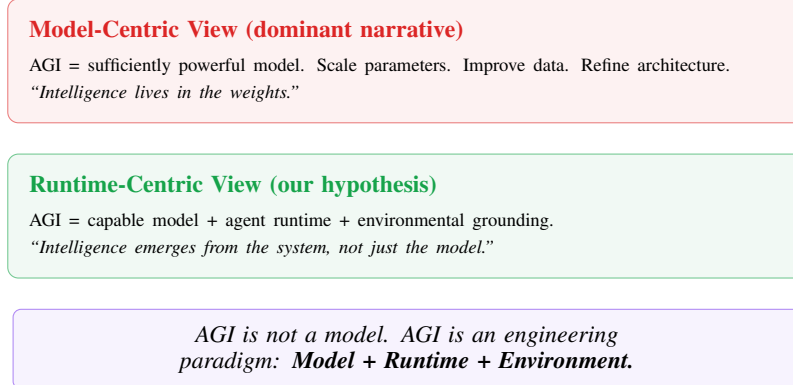 Model-Centric View (dominant narrative)
AGI = sufficiently powerful model. Scale parameters. Improve data. Refine architecture.
“Intelligence lives in the weights.”
Runtime-Centric View (our hypothesis)
AGI = capable model + agent runtime + environmental grounding.
“Intelligence emerges from the system, not just the model.”
AGI is not a model. AGI is an engineering
paradigm: Model + Runtime + Environment.